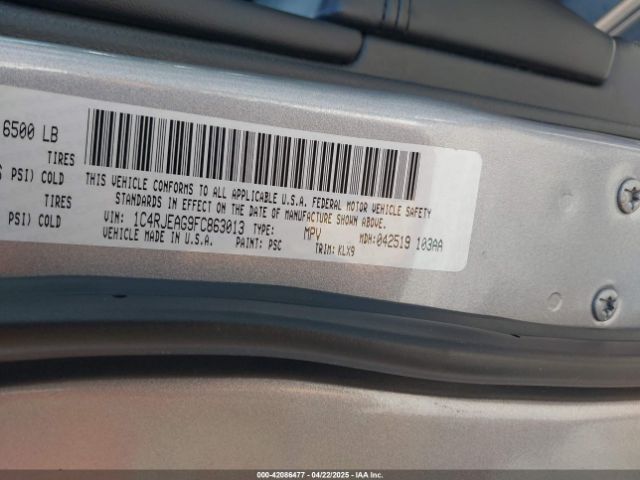 6500 LB
TIRES
PSI) COLD
TIRES
PSI) COLD
THIS VEHICLE CONFORMS TO ALL APPLICABLE U.S.A. FEDERAL MOTOR VEHICLE SAFETY
STANDARDS IN EFFECT ON THE DATE OF MANUFACTURE SHOWN ABOVE.
VIN: 1C4RJEAG9FC863013 TYPE: MPV MDH:042519 103AA
VEHICLE MADE IN U.S.A. PAINT: PSC TRIM: KLX9
000-42086477 04/22/2025 IAAI.CA/T